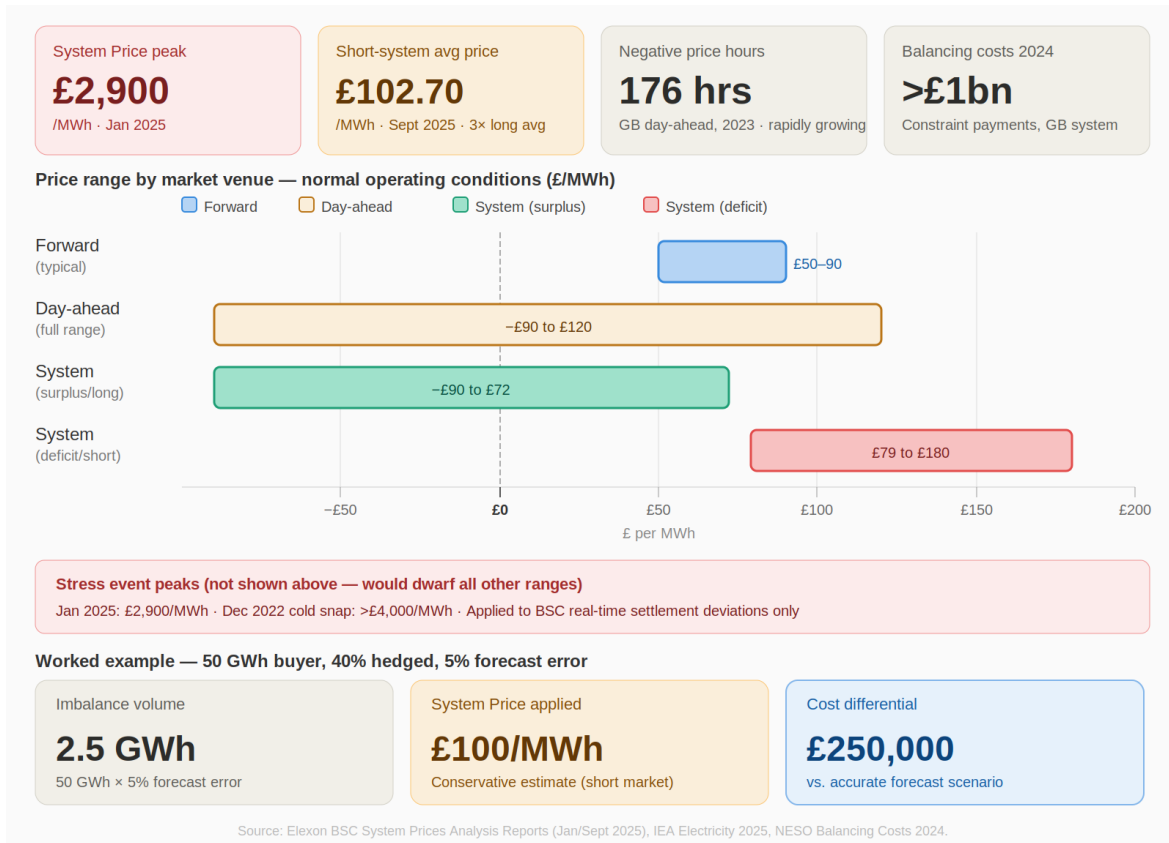 System Price peak
£2,900
/MWh · Jan 2025
Short-system avg price
£102.70
/MWh · Sept 2025 · 3× long avg
Negative price hours
176 hrs
GB day-ahead, 2023 · rapidly growing
Balancing costs 2024
>£1bn
Constraint payments, GB system
Price range by market venue — normal operating conditions (£/MWh)
Forward
Day-ahead
System (surplus)
System (deficit)
Forward
(typical)
£50–90
Day-ahead
(full range)
−£90 to £120
System
(surplus/long)
−£90 to £72
System
(deficit/short)
£79 to £180
−£50
£0
£50
£100
£150
£200
£ per MWh
Stress event peaks (not shown above — would dwarf all other ranges)
Jan 2025: £2,900/MWh · Dec 2022 cold snap: >£4,000/MWh · Applied to BSC real-time settlement deviations only
Worked example — 50 GWh buyer, 40% hedged, 5% forecast error
Imbalance volume
2.5 GWh
50 GWh × 5% forecast error
System Price applied
£100/MWh
Conservative estimate (short market)
Cost differential
£250,000
vs. accurate forecast scenario
Source: Elexon BSC System Prices Analysis Reports (Jan/Sept 2025), IEA Electricity 2025, NESO Balancing Costs 2024.